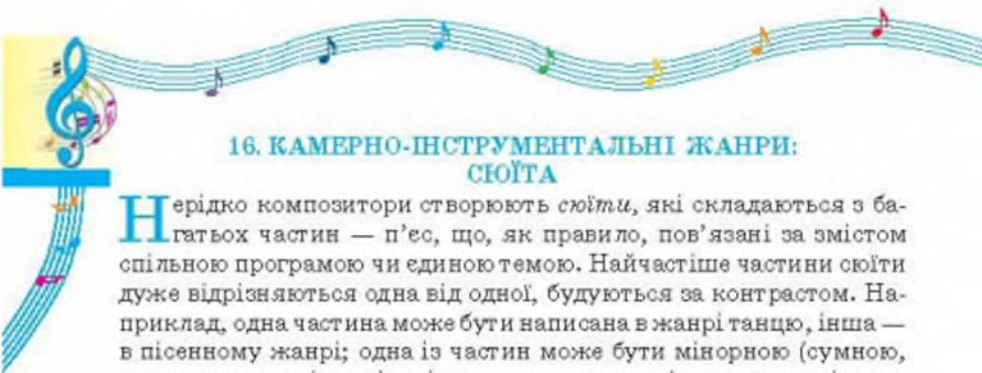 16. КАМЕРНО-ІНСТРУМЕНТАЛЬНІ ЖАНРИ:
СЮЇТА
Нерідко композитори створюють сюїти, які складаються з ба-
гатьох частин — п’єс, що, як правило, пов’язані за змістом
спільною програмою чи єдиною темою. Найчастіше частини сюїти
дуже відрізняються одна від одної, будуються за контрастом. На-
приклад, одна частина може бути написана в жанрі танцю, інша —
в пісенному жанрі; одна із частин може бути мінорною (сумною,